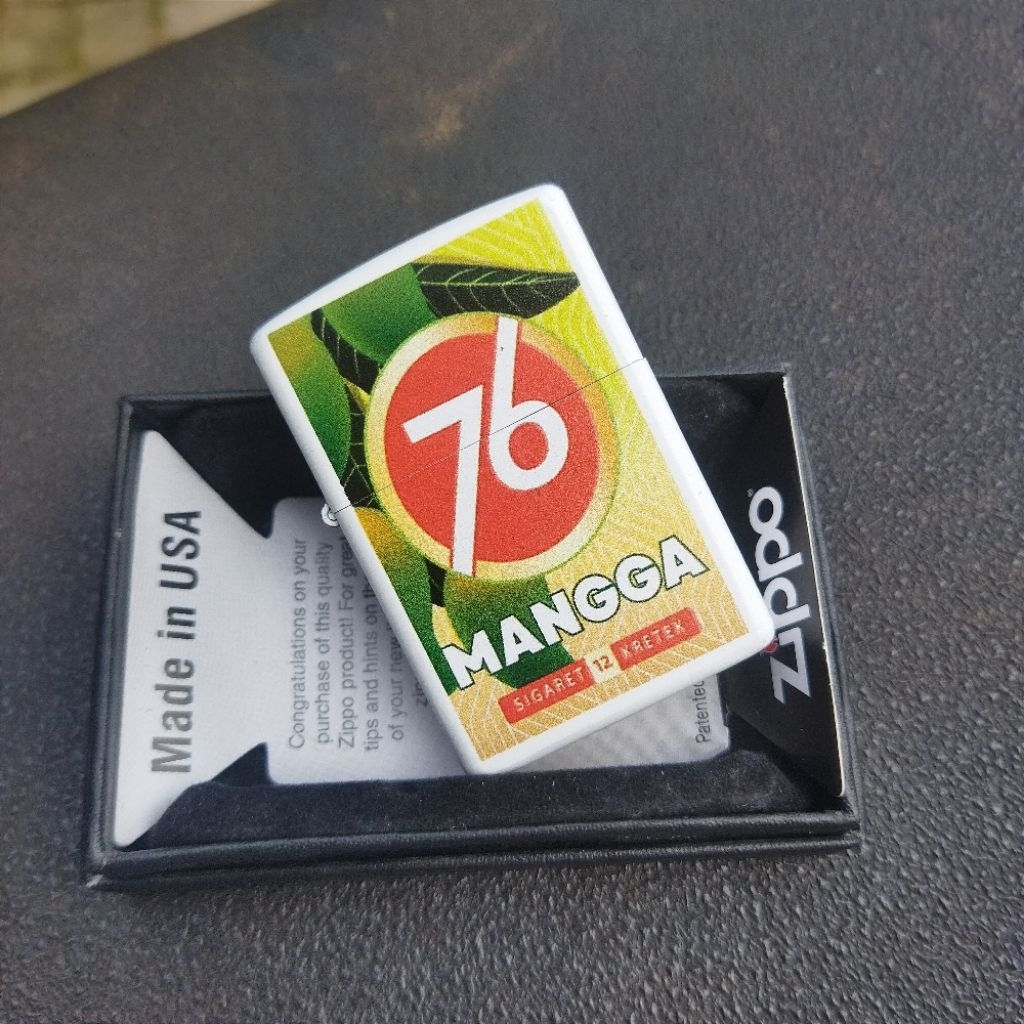 76
MANGGA
SIGARET 12 KRETEK
Made in USA
Congratulations on your
purchase of this quality
Zippo product! For great
tips and hints on
of your new
zippo
Patented